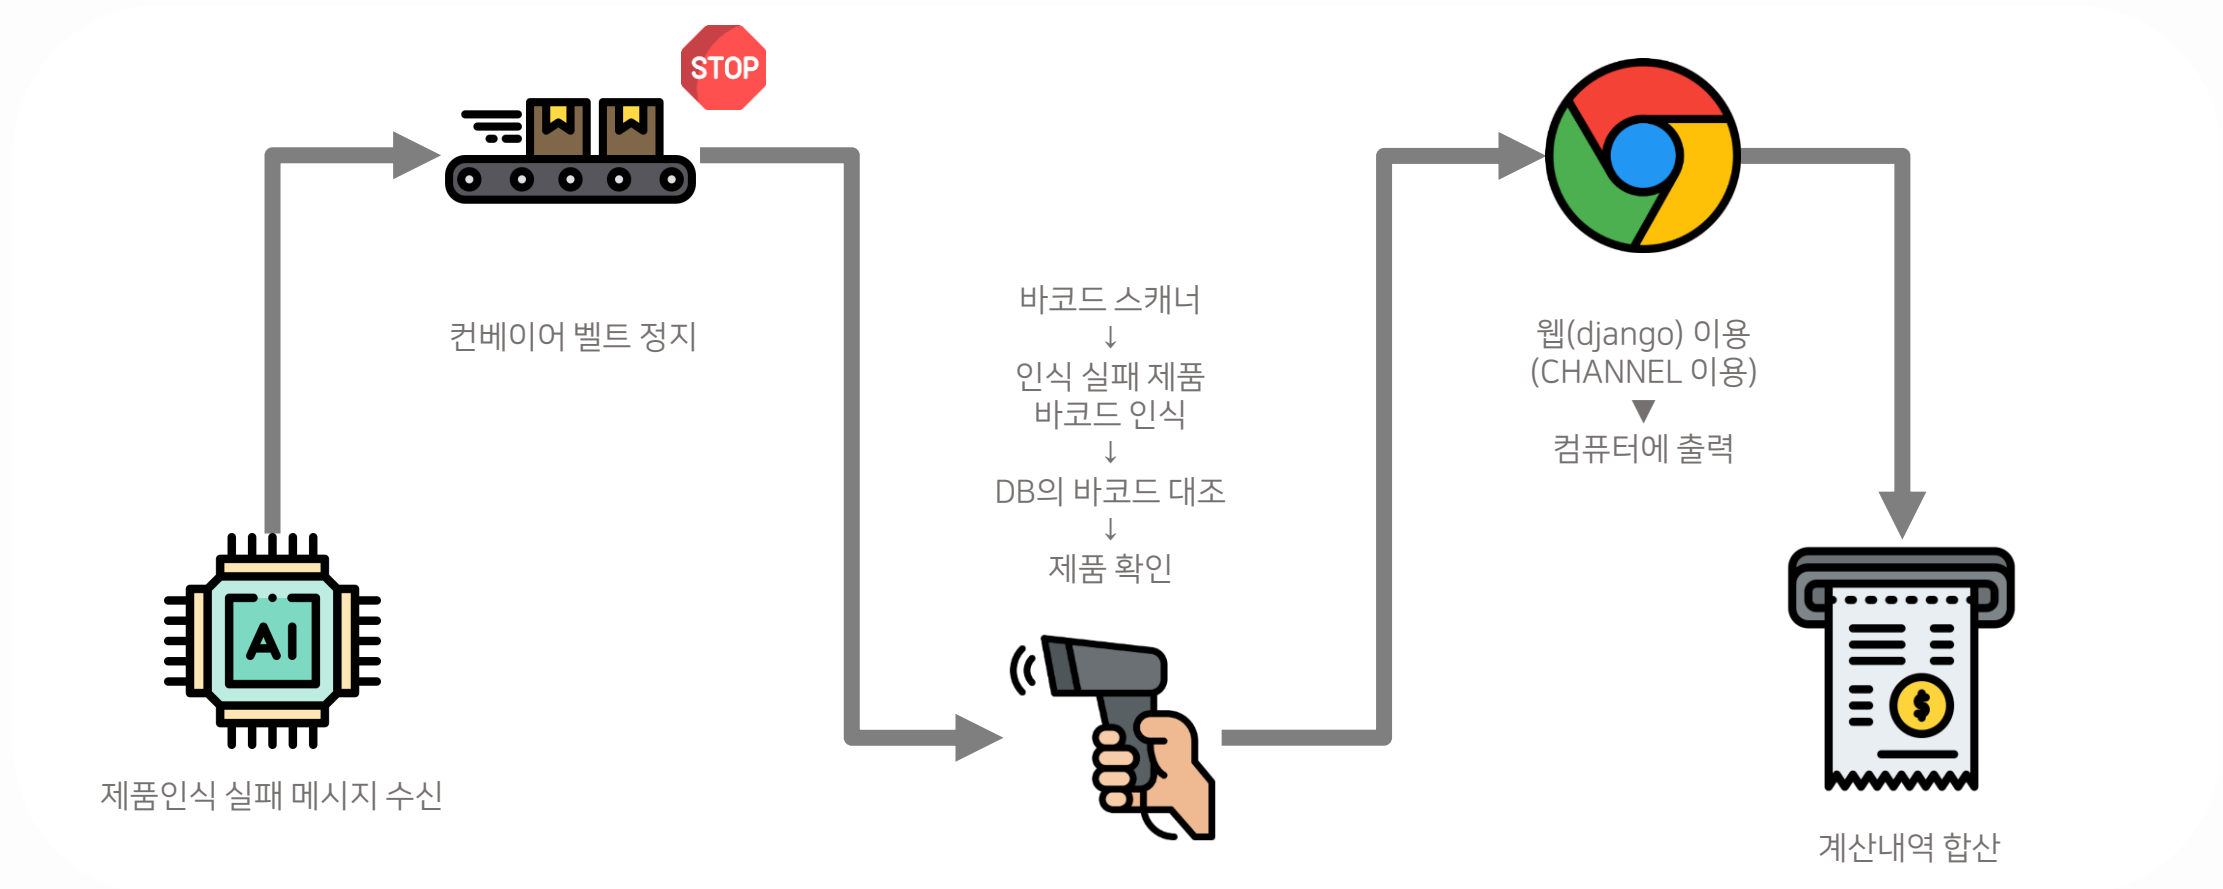 STOP
컨베이어 벨트 정지
AI
제품인식 실패 메시지 수신
바코드 스캐너
↓
인식 실패 제품
바코드 인식
↓
DB의 바코드 대조
↓
제품 확인
웹(django) 이용
(CHANNEL 이용)
▼
컴퓨터에 출력
$
계산내역 합산